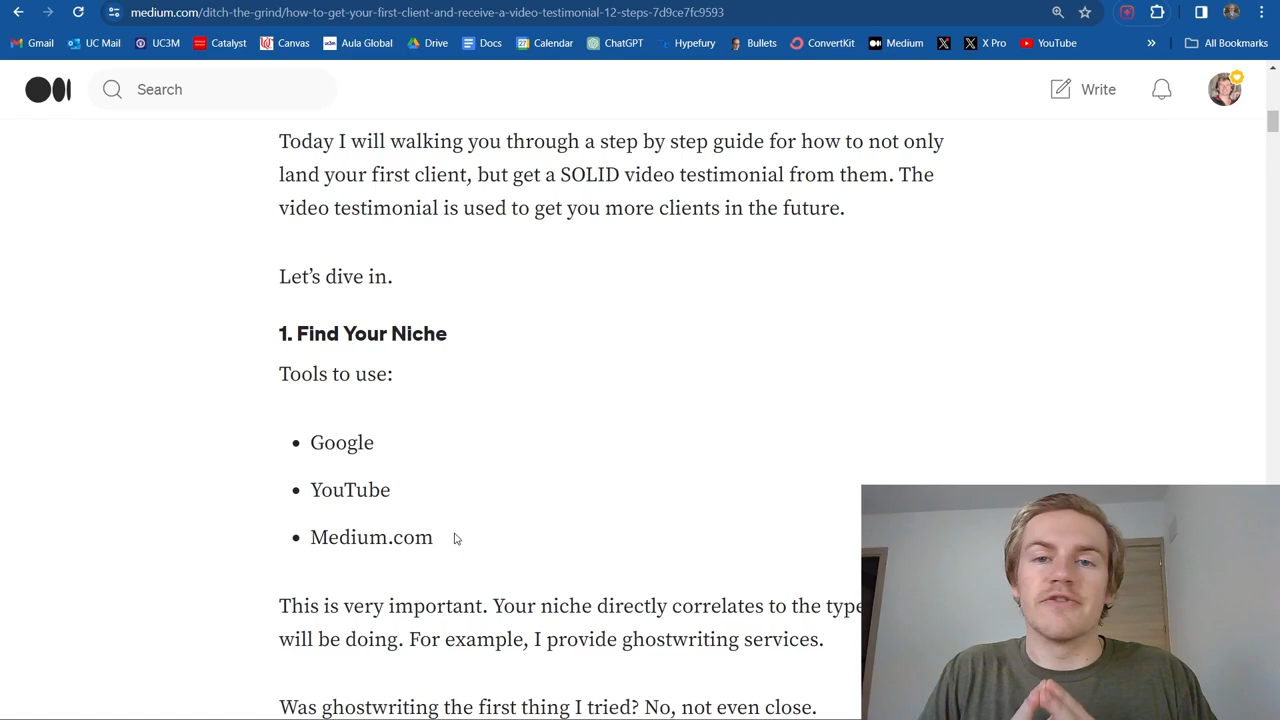 medium.com/ditch-the-grind/how-to-get-your-first-client-and-receive-a-video-testimonial-12-steps-7d9ce7fc9593
Gmail UC Mail UC3M Catalyst Canvas Aula Global Drive Docs Calendar ChatGPT Hypefury Bullets ConvertKit Medium X Pro YouTube » All Bookmarks
Search Write
Today I will walking you through a step by step guide for how to not only
land your first client, but get a SOLID video testimonial from them. The
video testimonial is used to get you more clients in the future.
Let’s dive in.
1. Find Your Niche
Tools to use:
• Google
• YouTube
• Medium.com
This is very important. Your niche directly correlates to the type
will be doing. For example, I provide ghostwriting services.
Was ghostwriting the first thing I tried? No, not even close.